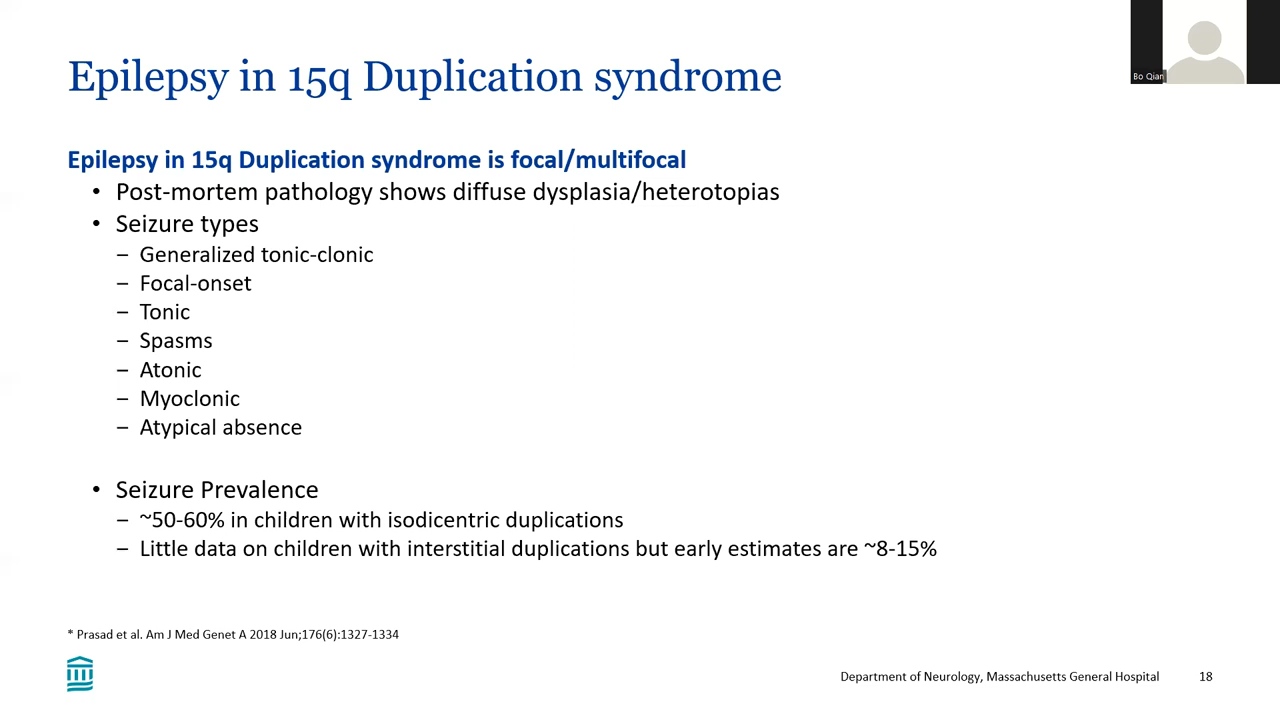 Epilepsy in 15q Duplication syndrome
Bo Qian
Epilepsy in 15q Duplication syndrome is focal/multifocal
• Post-mortem pathology shows diffuse dysplasia/heterotopias
• Seizure types
– Generalized tonic-clonic
– Focal-onset
– Tonic
– Spasms
– Atonic
– Myoclonic
– Atypical absence
• Seizure Prevalence
– ~50-60% in children with isodicentric duplications
– Little data on children with interstitial duplications but early estimates are ~8-15%
* Prasad et al. Am J Med Genet A 2018 Jun;176(6):1327-1334
Department of Neurology, Massachusetts General Hospital 18